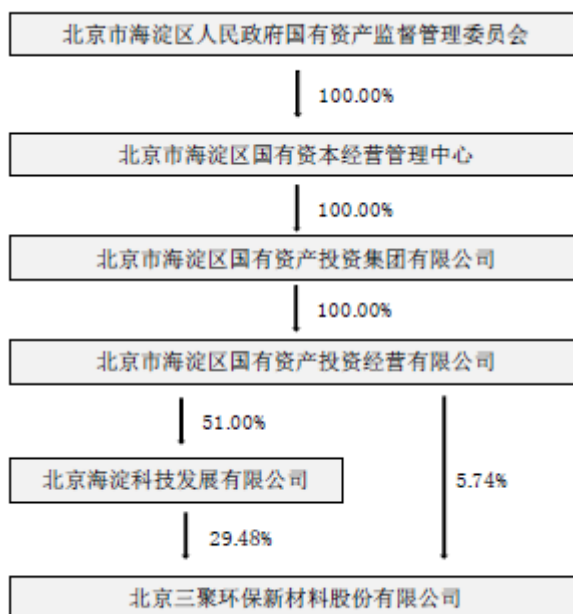 北京市海淀区人民政府国有资产监督管理委员会
100.00%
北京市海淀区国有资本经营管理中心
100.00%
北京市海淀区国有资产投资集团有限公司
100.00%
北京市海淀区国有资产投资经营有限公司
51.00%
北京海淀科技发展有限公司
5.74%
29.48%
北京三聚环保新材料股份有限公司